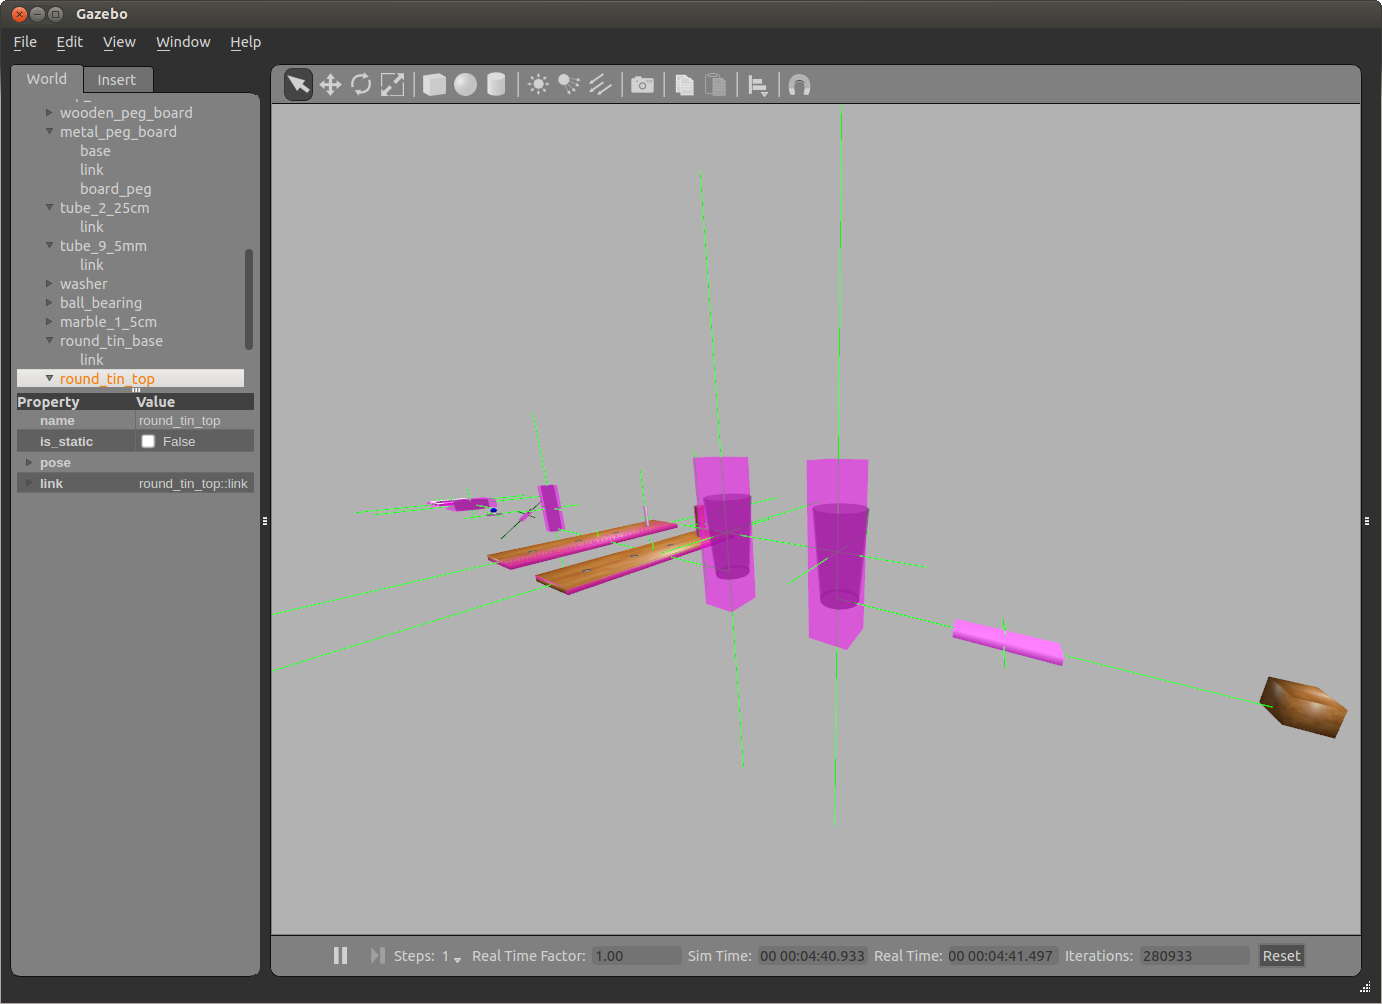 Gazebo
File Edit View Window Help
World Insert
wooden_peg_board
metal_peg_board
base
link
board_peg
tube_2_25cm
link
tube_9_5mm
link
washer
ball_bearing
marble_1_5cm
round_tin_base
link
round_tin_top
Property Value
name round_tin_top
is_static False
pose
link round_tin_top::link
Steps: 1 Real Time Factor: 1.00 Sim Time: 00 00:04:40.933 Real Time: 00 00:04:41.497 Iterations: 280933 Reset